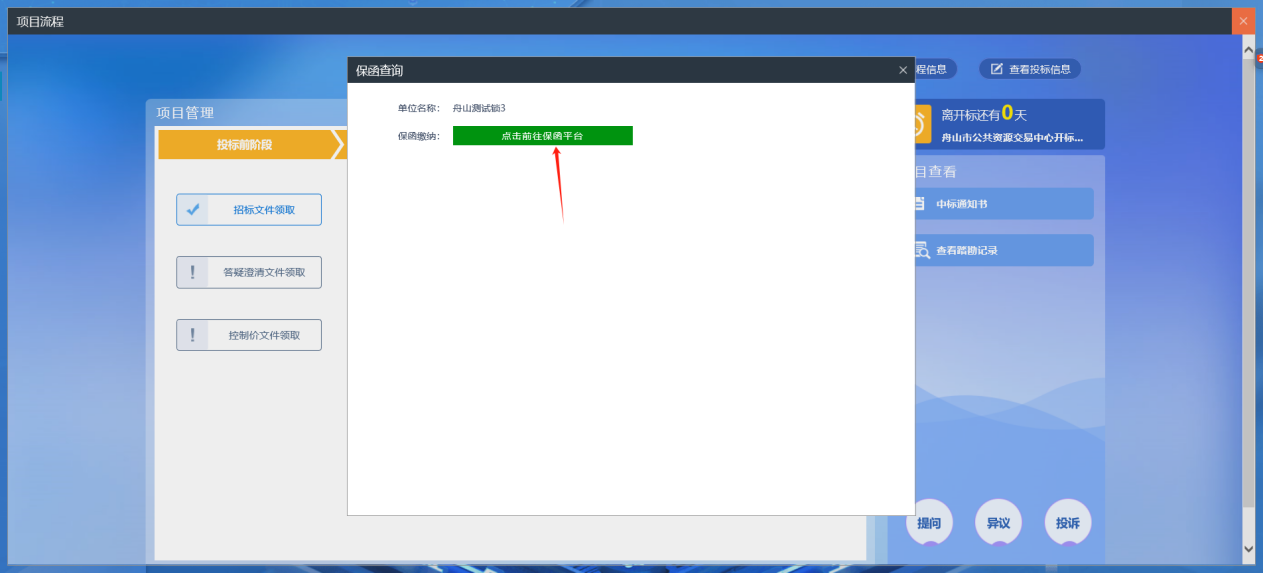 项目流程
保函查询
程信息
查看投标信息
单位名称： 舟山测试锁3
保函缴纳： 点击前往保函平台
项目管理
投标前阶段
招标文件领取
答疑澄清文件领取
控制价文件领取
离开标还有0天
舟山市公共资源交易中心开标...
目查看
中标通知书
查看踏勘记录
提问
异议
投诉